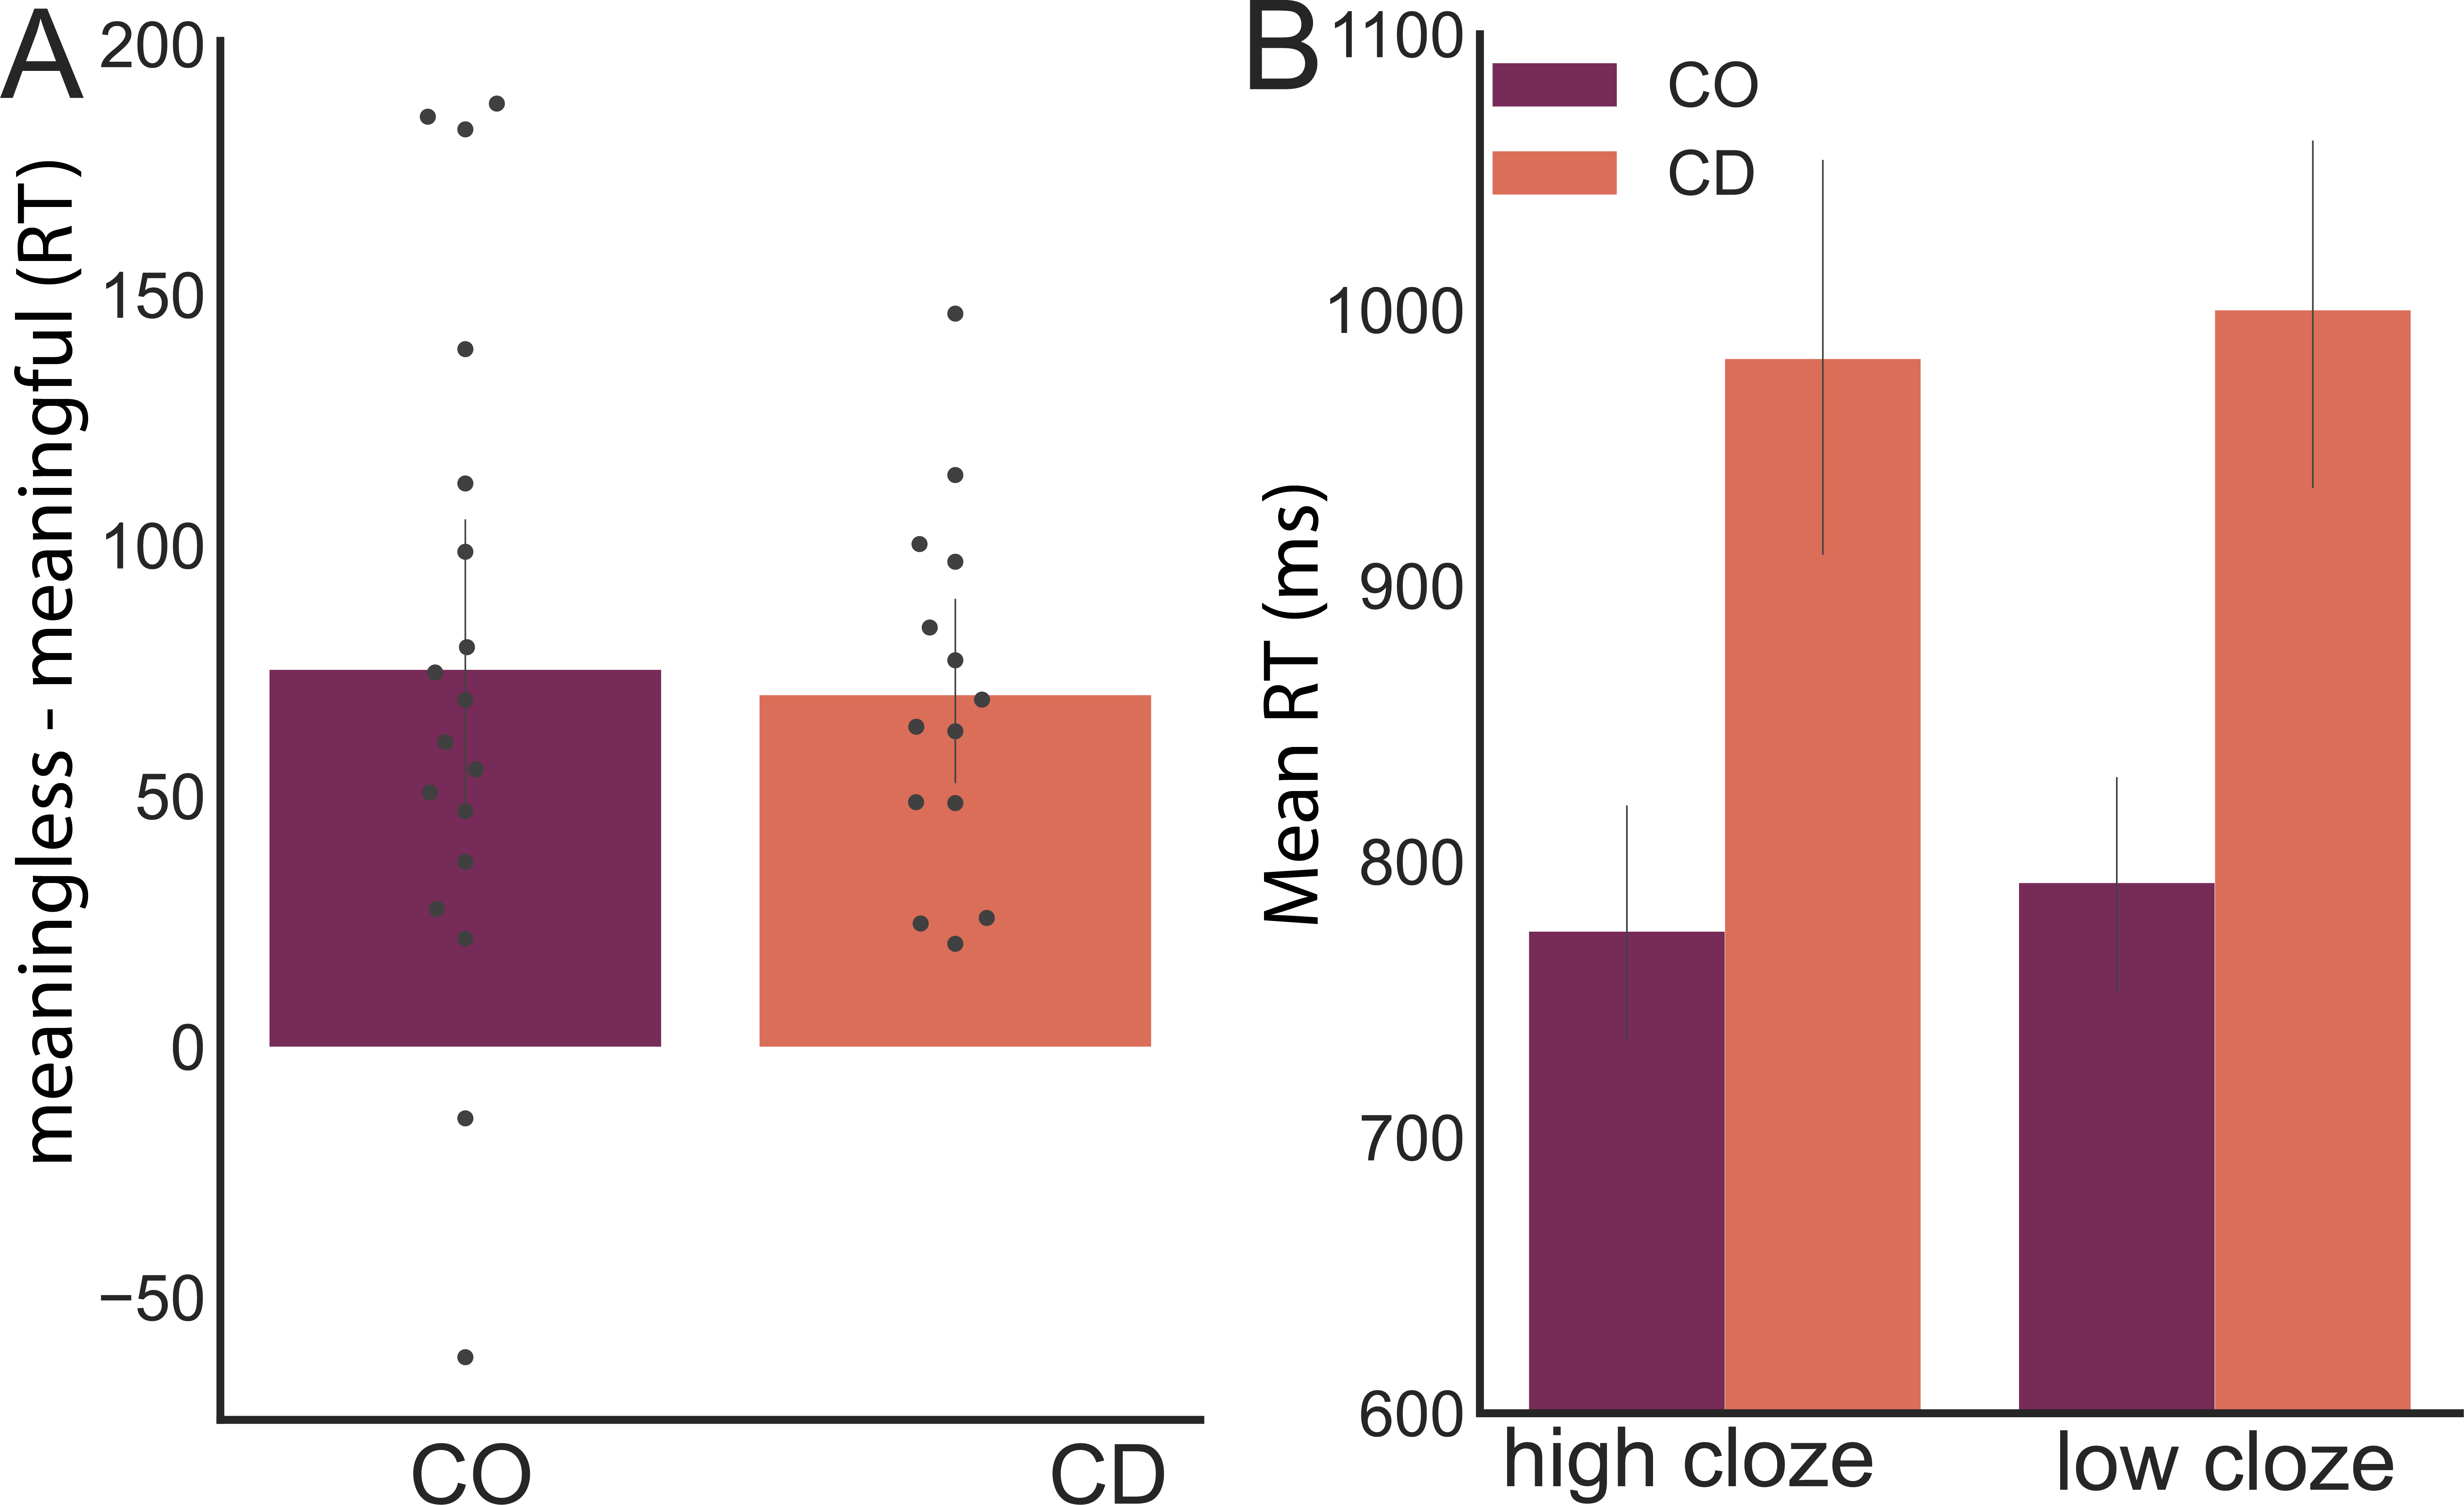 A
200
150
100
50
0
−50
meaningless - meaningful (RT)
CO
CD
B
1100
1000
900
800
700
600
Mean RT (ms)
CO
CD
high cloze
low cloze